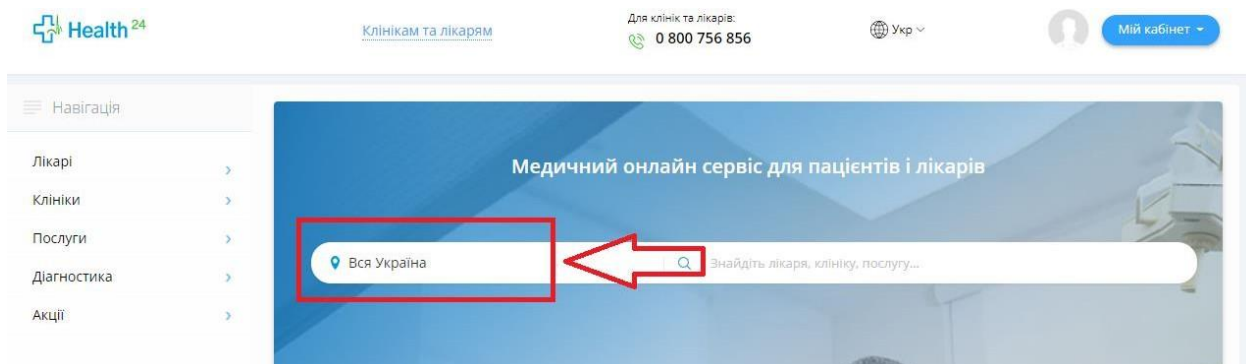 Health 24
Клінікам та лікарям
Для клінік та лікарів:
0 800 756 856
Укр
Мій кабінет
Навігація
Лікарі
Клініки
Послуги
Діагностика
Акції
Медичний онлайн сервіс для пацієнтів і лікарів
Вся Україна
Знайдіть лікаря, клініку, послугу...